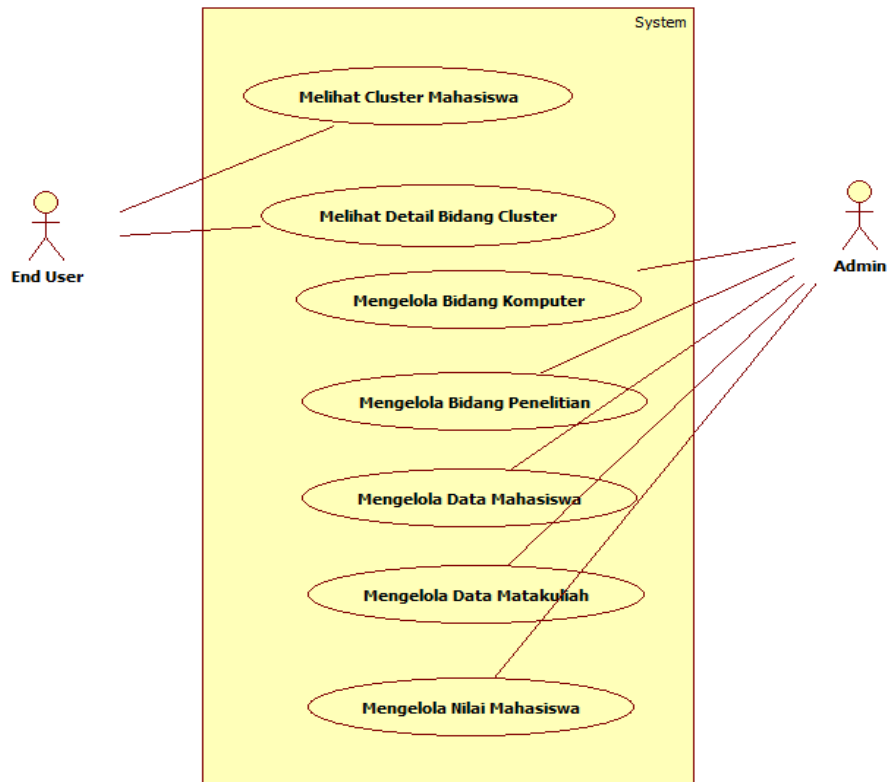 System
Melihat Cluster Mahasiswa
Melihat Detail Bidang Cluster
End User
Admin
Mengelola Bidang Komputer
Mengelola Bidang Penelitian
Mengelola Data Mahasiswa
Mengelola Data Matakuliah
Mengelola Nilai Mahasiswa